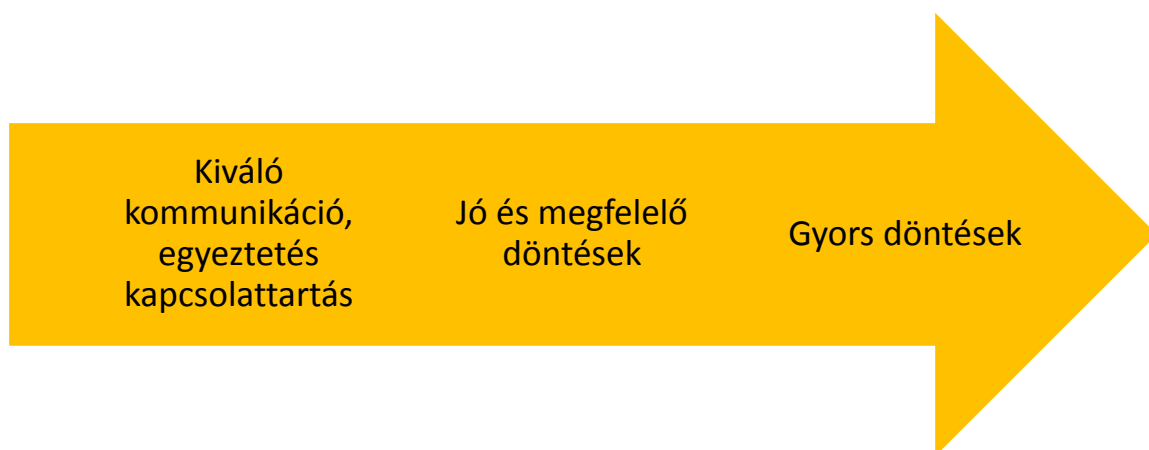 Kiváló
kommunikáció,
egyeztetés
kapcsolattartás
Jó és megfelelő
döntések
Gyors döntések